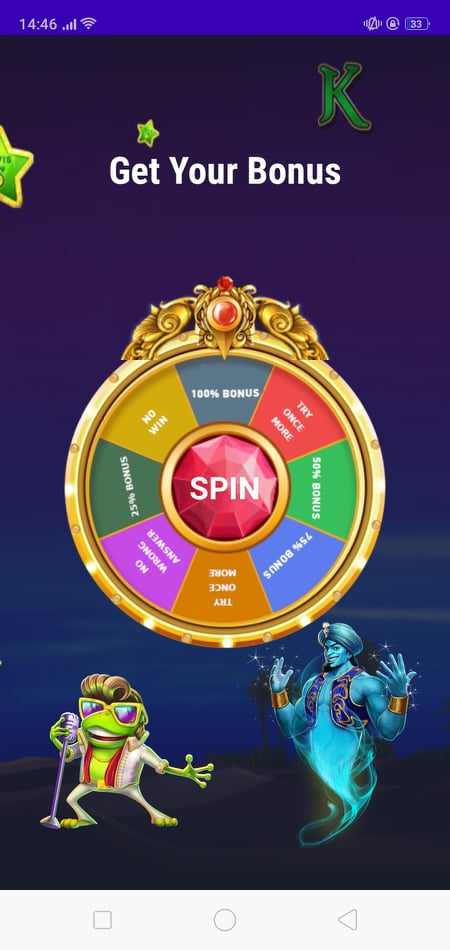 14:46
33
K
Get Your Bonus
100% BONUS
TRY
ONCE
MORE
50% BONUS
75% BONUS
TRY
ONCE
MORE
NO
WRONG
ANSWER
25% BONUS
NO
WIN
SPIN